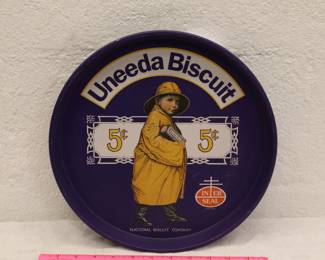 Uneeda Biscuit
5¢ 5¢
IN ER
SEAL
NATIONAL BISCUIT COMPANY